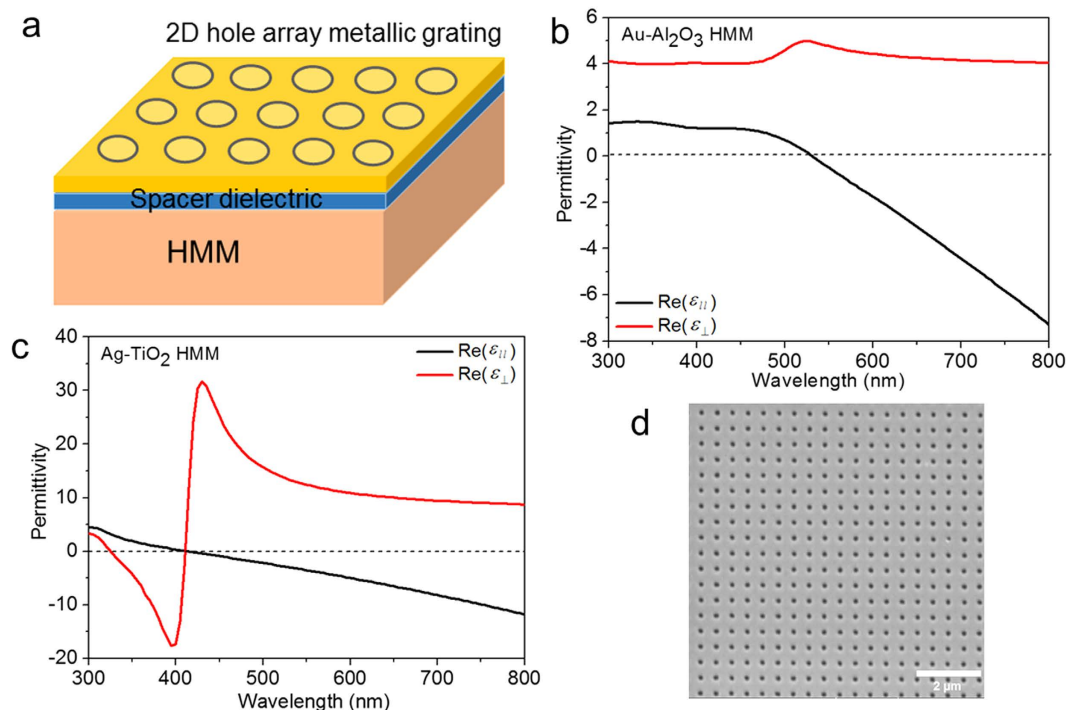 a
2D hole array metallic grating
Spacer dielectric
HMM
b
Au-Al₂O₃ HMM
Permittivity
6
4
2
0
-2
-4
-6
-8
Re(ε∥)
Re(ε⊥)
300 400 500 600 700 800
Wavelength (nm)
c
Ag-TiO₂ HMM
Permittivity
40
30
20
10
0
-10
-20
Re(ε∥)
Re(ε⊥)
300 400 500 600 700 800
Wavelength (nm)
d
2 μm